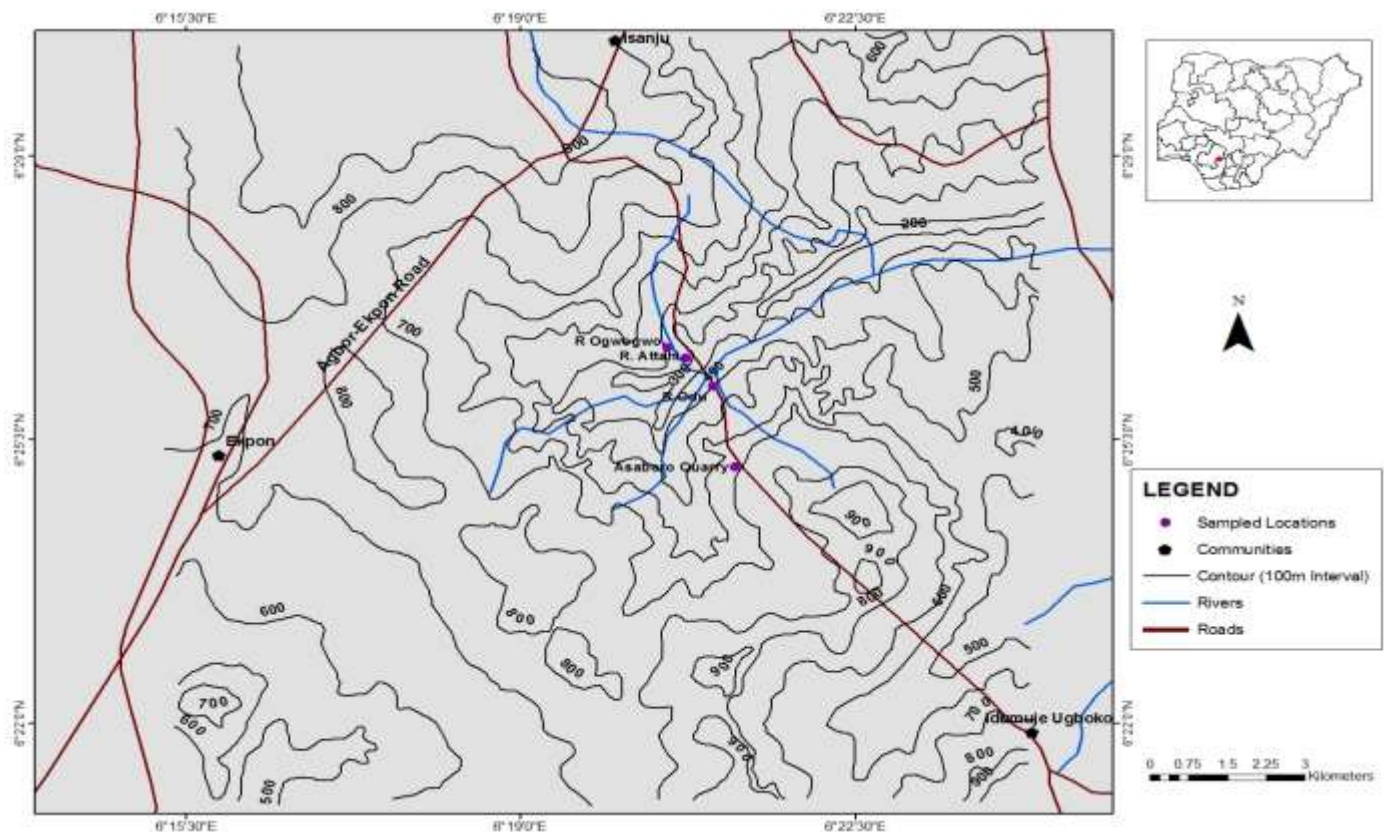 6°15'30"E 6°19'0"E 6°22'30"E
Isanju
600
6°29'0"N
6°29'0"N
800
200
Agbor-Ekpon-Road
700
R Ogwogwo
R. Attahi
300
500
800
700
Ekpon
400
6°25'30"N
6°25'30"N
Asaboro Quarry
900
900
800
600
600
800
800
900
500
700
600
Idumuje Ugboko
6°22'0"N
6°22'0"N
900
800
500
6°15'30"E 6°19'0"E 6°22'30"E
N
LEGEND
Sampled Locations
Communities
Contour (100m Interval)
Rivers
Roads
0 0.75 1.5 2.25 3
Kilometers